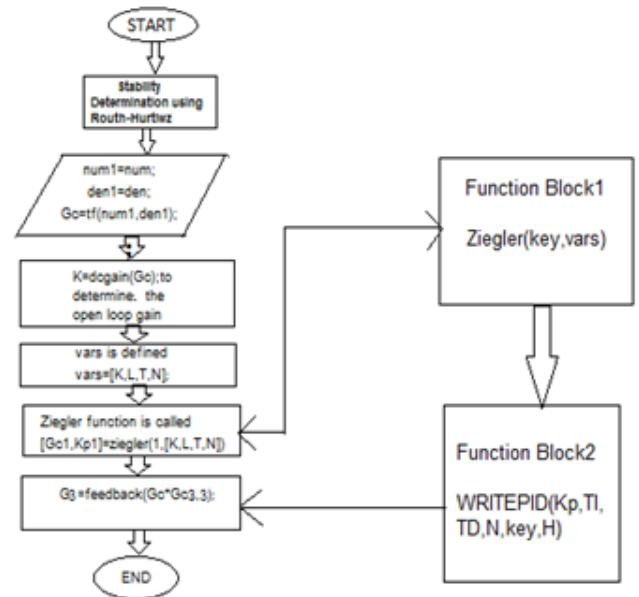 START
Stability
Determination using
Routh-Hurtiwz
num1=num;
den1=den;
Gc=tf(num1,den1);
K=dcgain(Gc);to
determine, the
open loop gain
vars is defined
vars=[K,L,T,N];
Ziegler function is called
[Gc1,Kp1]=ziegler(1,[K,L,T,N])
G3=feedback(Gc*Gc3,3);
END
Function Block1
Ziegler(key,vars)
Function Block2
WRITEPID(Kp,TI,
TD,N,key,H)